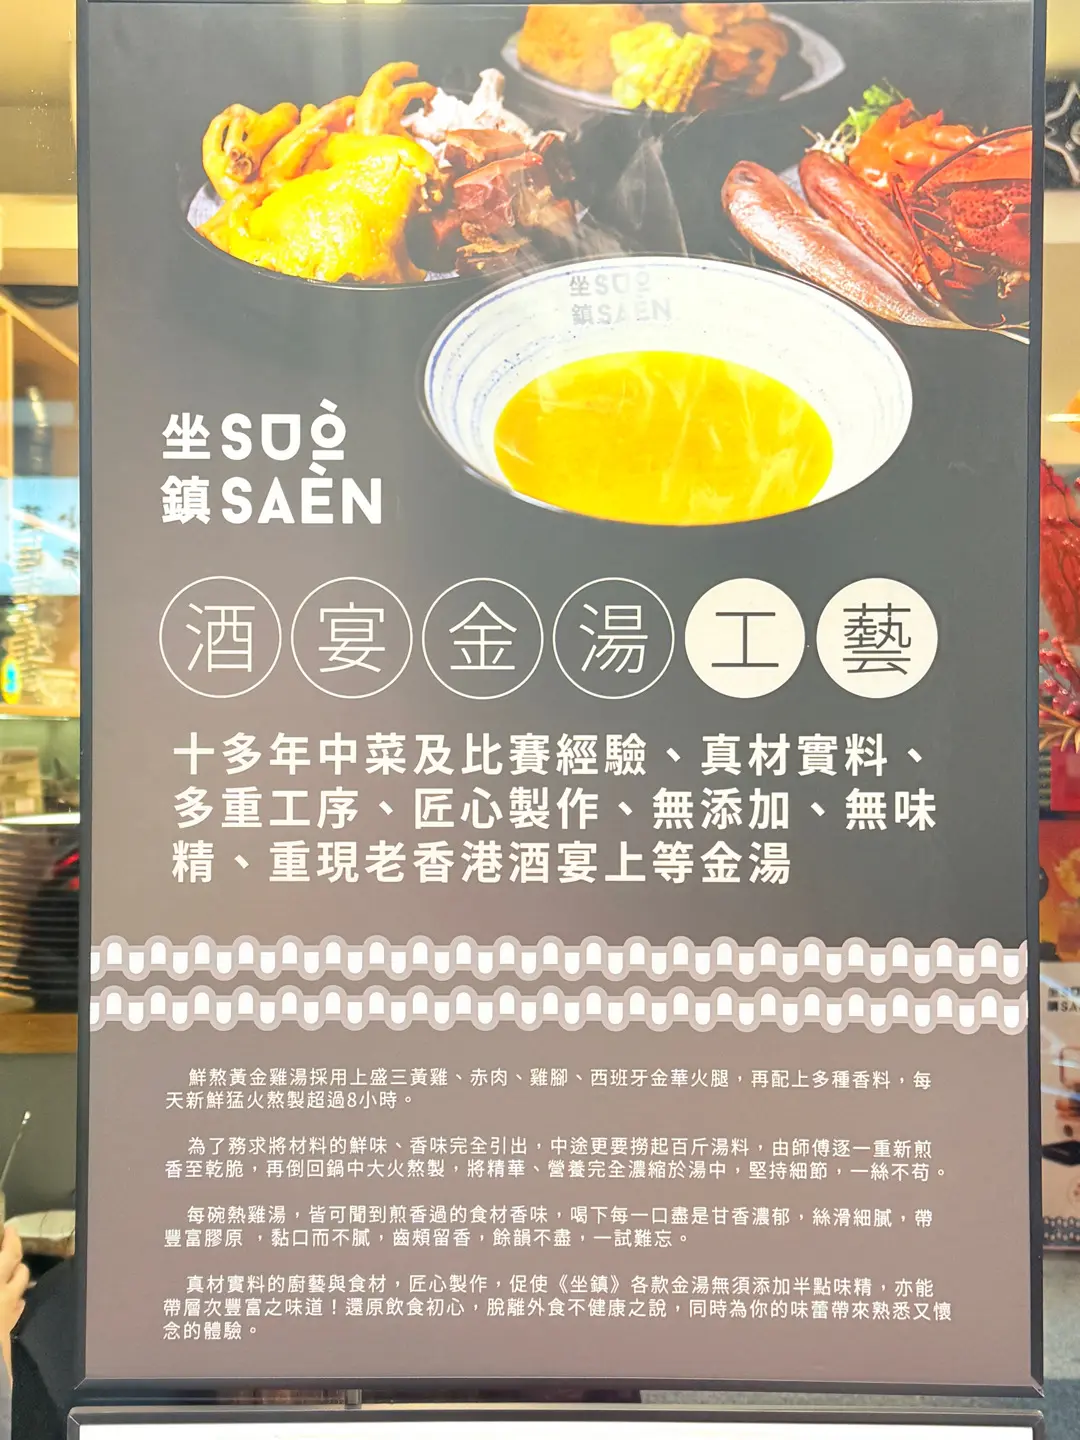 坐SUÒ
鎮SAÈN
坐SUÒ
鎮SAÈN
酒宴金湯工藝
十多年中菜及比賽經驗、真材實料、
多重工序、匠心製作、無添加、無味
精、重現老香港酒宴上等金湯
鮮熬黃金雞湯採用上盛三黃雞、赤肉、雞腳、西班牙金華火腿，再配上多種香料，每
天新鮮猛火熬製超過8小時。
為了務求將材料的鮮味、香味完全引出，中途更要撈起百斤湯料，由師傅逐一重新煎
香至乾脆，再倒回鍋中大火熬製，將精華、營養完全濃縮於湯中，堅持細節，一絲不苟。
每碗熱雞湯，皆可聞到煎香過的食材香味，喝下每一口盡是甘香濃郁，絲滑細膩，帶
豐富膠原 ，黏口而不膩，齒頰留香，餘韻不盡，一試難忘。
真材實料的廚藝與食材，匠心製作，促使《坐鎮》各款金湯無須添加半點味精，亦能
帶層次豐富之味道！還原飲食初心，脫離外食不健康之說，同時為你的味蕾帶來熟悉又懷
念的體驗。